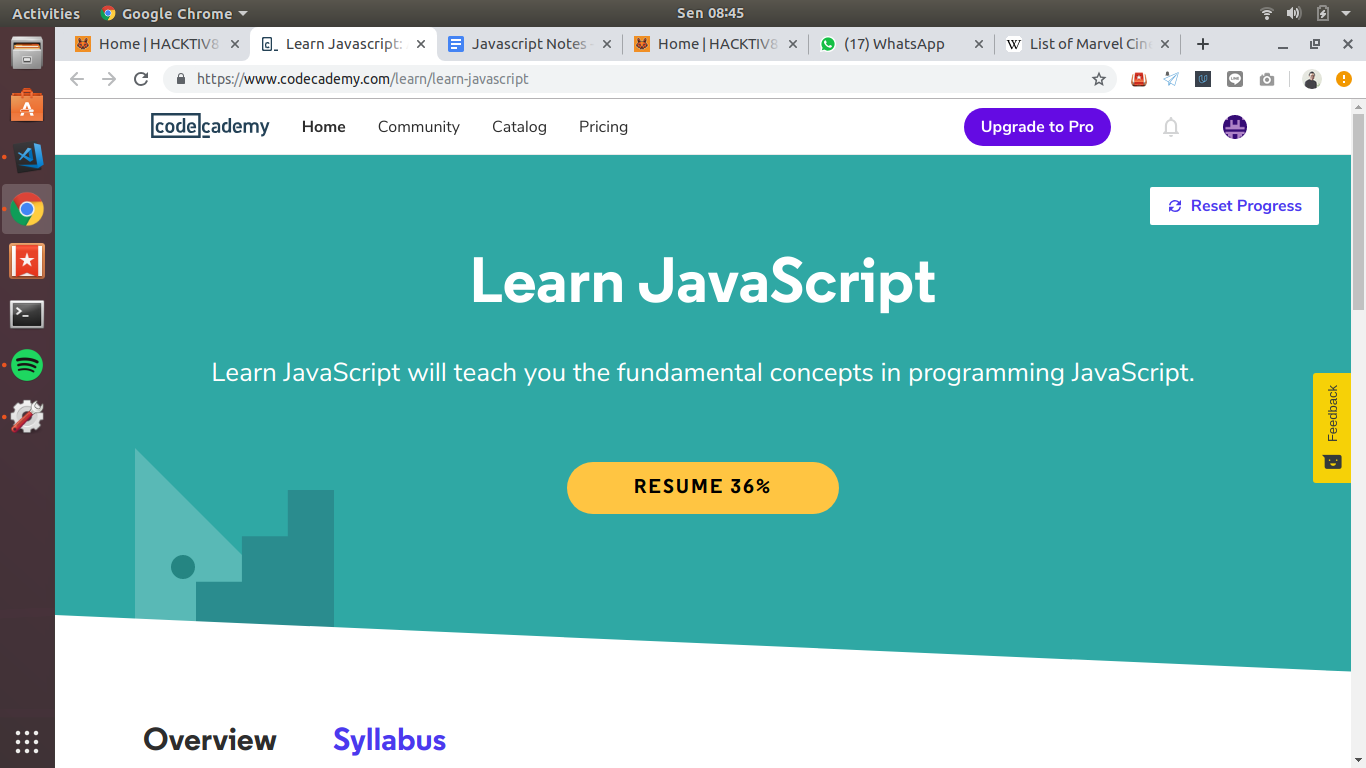 Activities Google Chrome Sen 08:45
Home | HACKTIV8 Learn Javascript: Javascript Notes - Home | HACKTIV8 (17) WhatsApp List of Marvel Cine
https://www.codecademy.com/learn/learn-javascript
codecademy Home Community Catalog Pricing Upgrade to Pro
Reset Progress
Learn JavaScript
Learn JavaScript will teach you the fundamental concepts in programming JavaScript.
Feedback
RESUME 36%
Overview Syllabus